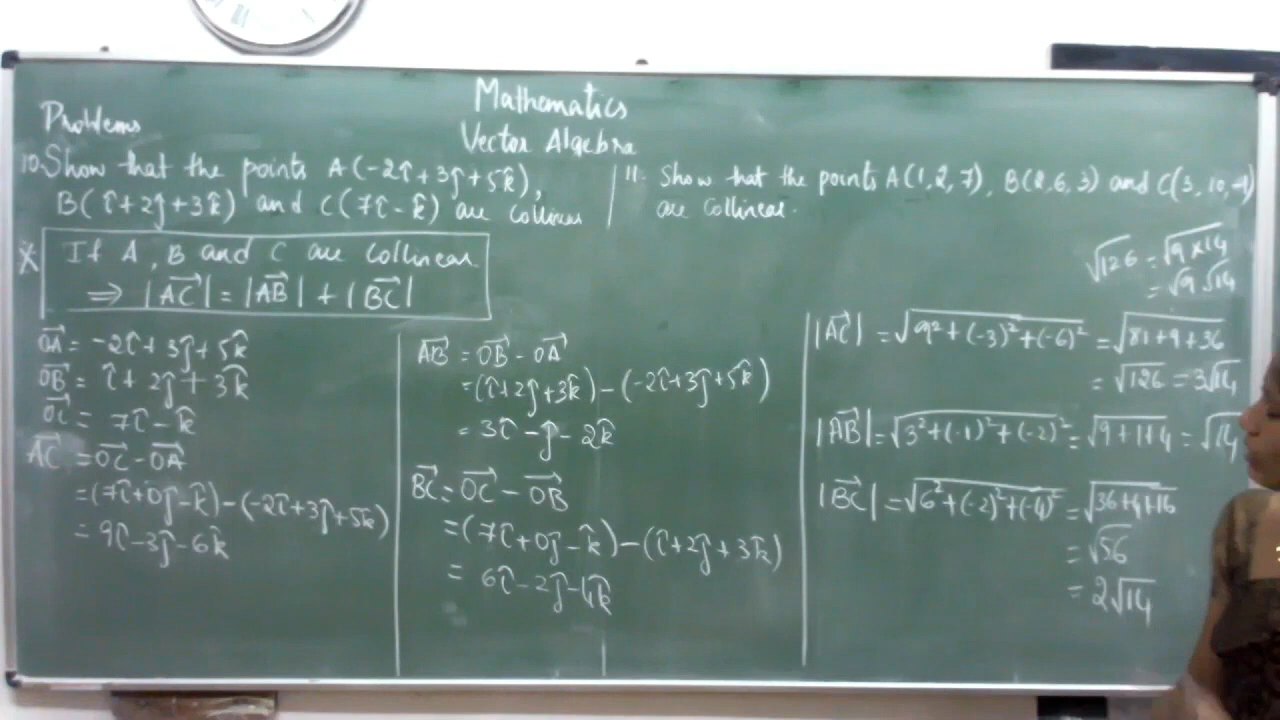 Mathematics
Vector Algebra
Problems
10. Show that the points A(-2î+3ĵ+5k̂),
B(î+2ĵ+3k̂) and C(7î-k̂) are collinear
11. Show that the points A(1,2,7), B(2,6,3) and C(3,10,-1)
are collinear.
* If A, B and C are collinear
⇒ |AC⃗| = |AB⃗| + |BC⃗|
OA⃗ = -2î+3ĵ+5k̂
OB⃗ = î+2ĵ+3k̂
OC⃗ = 7î-k̂
AC⃗ = OC⃗-OA⃗
=(7î+0ĵ-k̂)-(-2î+3ĵ+5k̂)
= 9î-3ĵ-6k̂
AB⃗ = OB⃗ - OA⃗
=(î+2ĵ+3k̂)-(-2î+3ĵ+5k̂)
= 3î-ĵ-2k̂
BC⃗ = OC⃗ - OB⃗
=(7î+0ĵ-k̂)-(î+2ĵ+3k̂)
= 6î-2ĵ-4k̂
√126 = √9×14
= √9 √14
|AC⃗| = √9²+(-3)²+(-6)² = √81+9+36
= √126 = 3√14
|AB⃗| = √3²+(-1)²+(-2)² = √9+1+4 = √14
|BC⃗| = √6²+(-2)²+(-4)² = √36+4+16
= √56
= 2√14